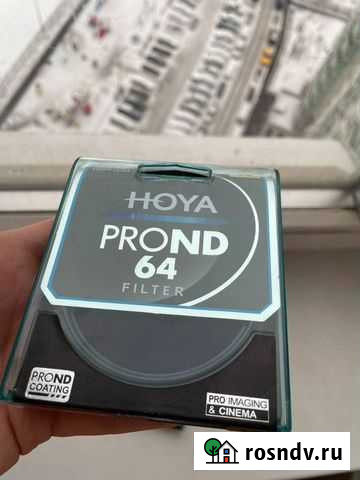 HOYA
PROND
64
FILTER
PROND
COATING
PRO IMAGING
& CINEMA
rosndv.ru